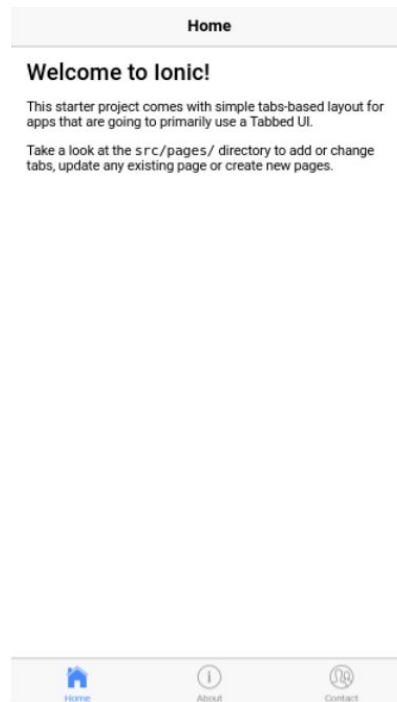 Home
Welcome to Ionic!
This starter project comes with simple tabs-based layout for
apps that are going to primarily use a Tabbed UI.
Take a look at the src/pages/ directory to add or change
tabs, update any existing page or create new pages.
Home About Contact